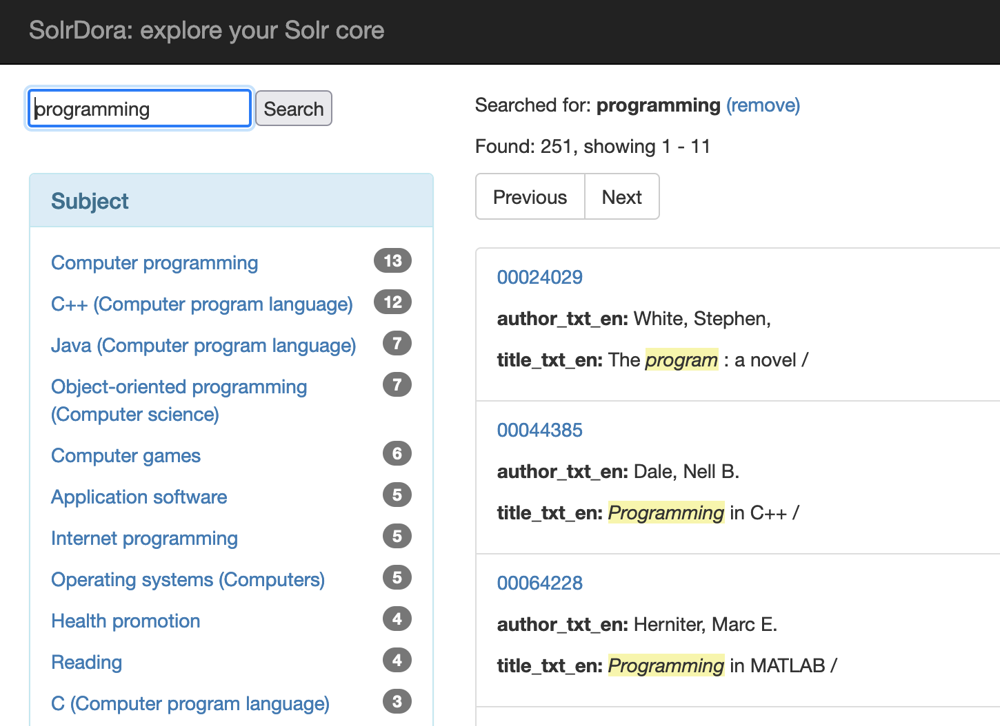 SolrDora: explore your Solr core
programming
Search
Subject
Computer programming 13
C++ (Computer program language) 12
Java (Computer program language) 7
Object-oriented programming 7
(Computer science)
Computer games 6
Application software 5
Internet programming 5
Operating systems (Computers) 5
Health promotion 4
Reading 4
C (Computer program language) 3
Searched for: programming (remove)
Found: 251, showing 1 - 11
Previous Next
00024029
author_txt_en: White, Stephen,
title_txt_en: The program : a novel /
00044385
author_txt_en: Dale, Nell B.
title_txt_en: Programming in C++ /
00064228
author_txt_en: Herniter, Marc E.
title_txt_en: Programming in MATLAB /